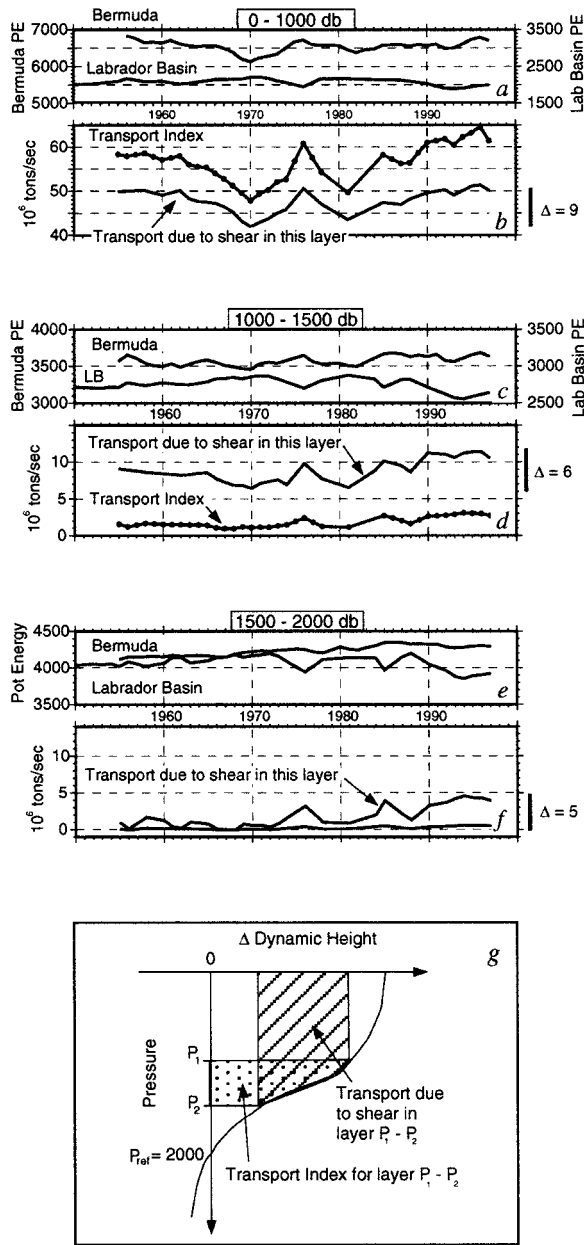 Bermuda
0 - 1000 db
Bermuda PE
7000
6000
5000
Labrador Basin
a
3500
2500
1500
Lab Basin PE
1960
1970
1980
1990
10⁶ tons/sec
60
50
40
Transport Index
Transport due to shear in this layer
b
Δ = 9
1000 - 1500 db
Bermuda PE
4000
3500
3000
Bermuda
LB
c
3500
3000
2500
Lab Basin PE
1960
1970
1980
1990
10⁶ tons/sec
10
5
0
Transport due to shear in this layer
Transport Index
d
Δ = 6
1500 - 2000 db
Pot Energy
4500
4000
3500
Bermuda
Labrador Basin
e
1960
1970
1980
1990
10⁶ tons/sec
10
5
0
Transport due to shear in this layer
f
Δ = 5
Δ Dynamic Height
g
0
Pressure
P₁
P₂
Pref = 2000
Transport due
to shear in
layer P₁ - P₂
Transport Index for layer P₁ - P₂